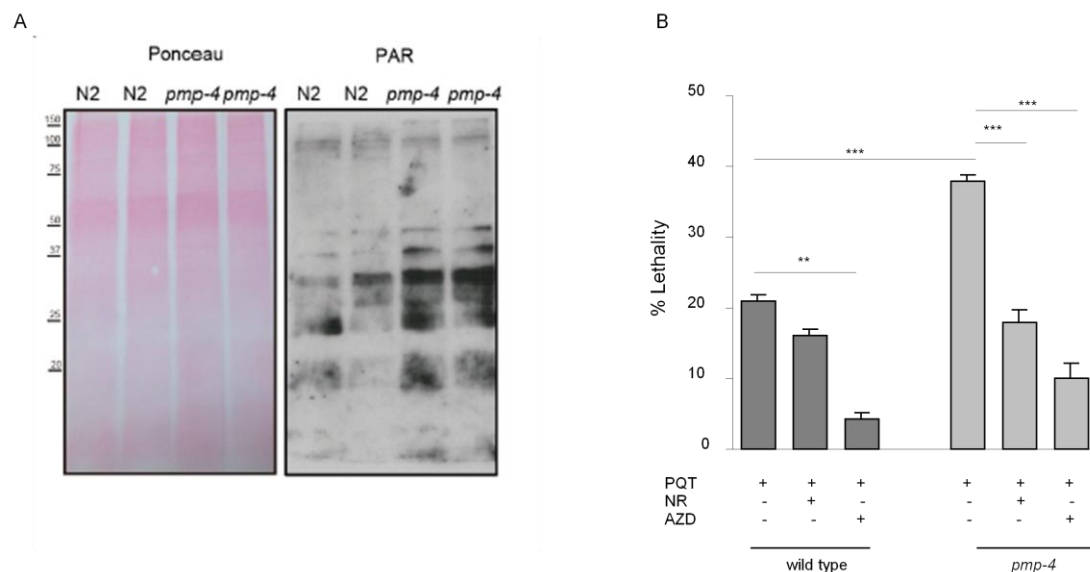 A
Ponceau
PAR
N2 N2 pmp-4 pmp-4
N2 N2 pmp-4 pmp-4
150
100
75
50
37
25
20
B
50
40
30
20
10
0
% Lethality
***
***
***
**
PQT + + + + + +
NR - + - - + -
AZD - - + - - +
wild type
pmp-4